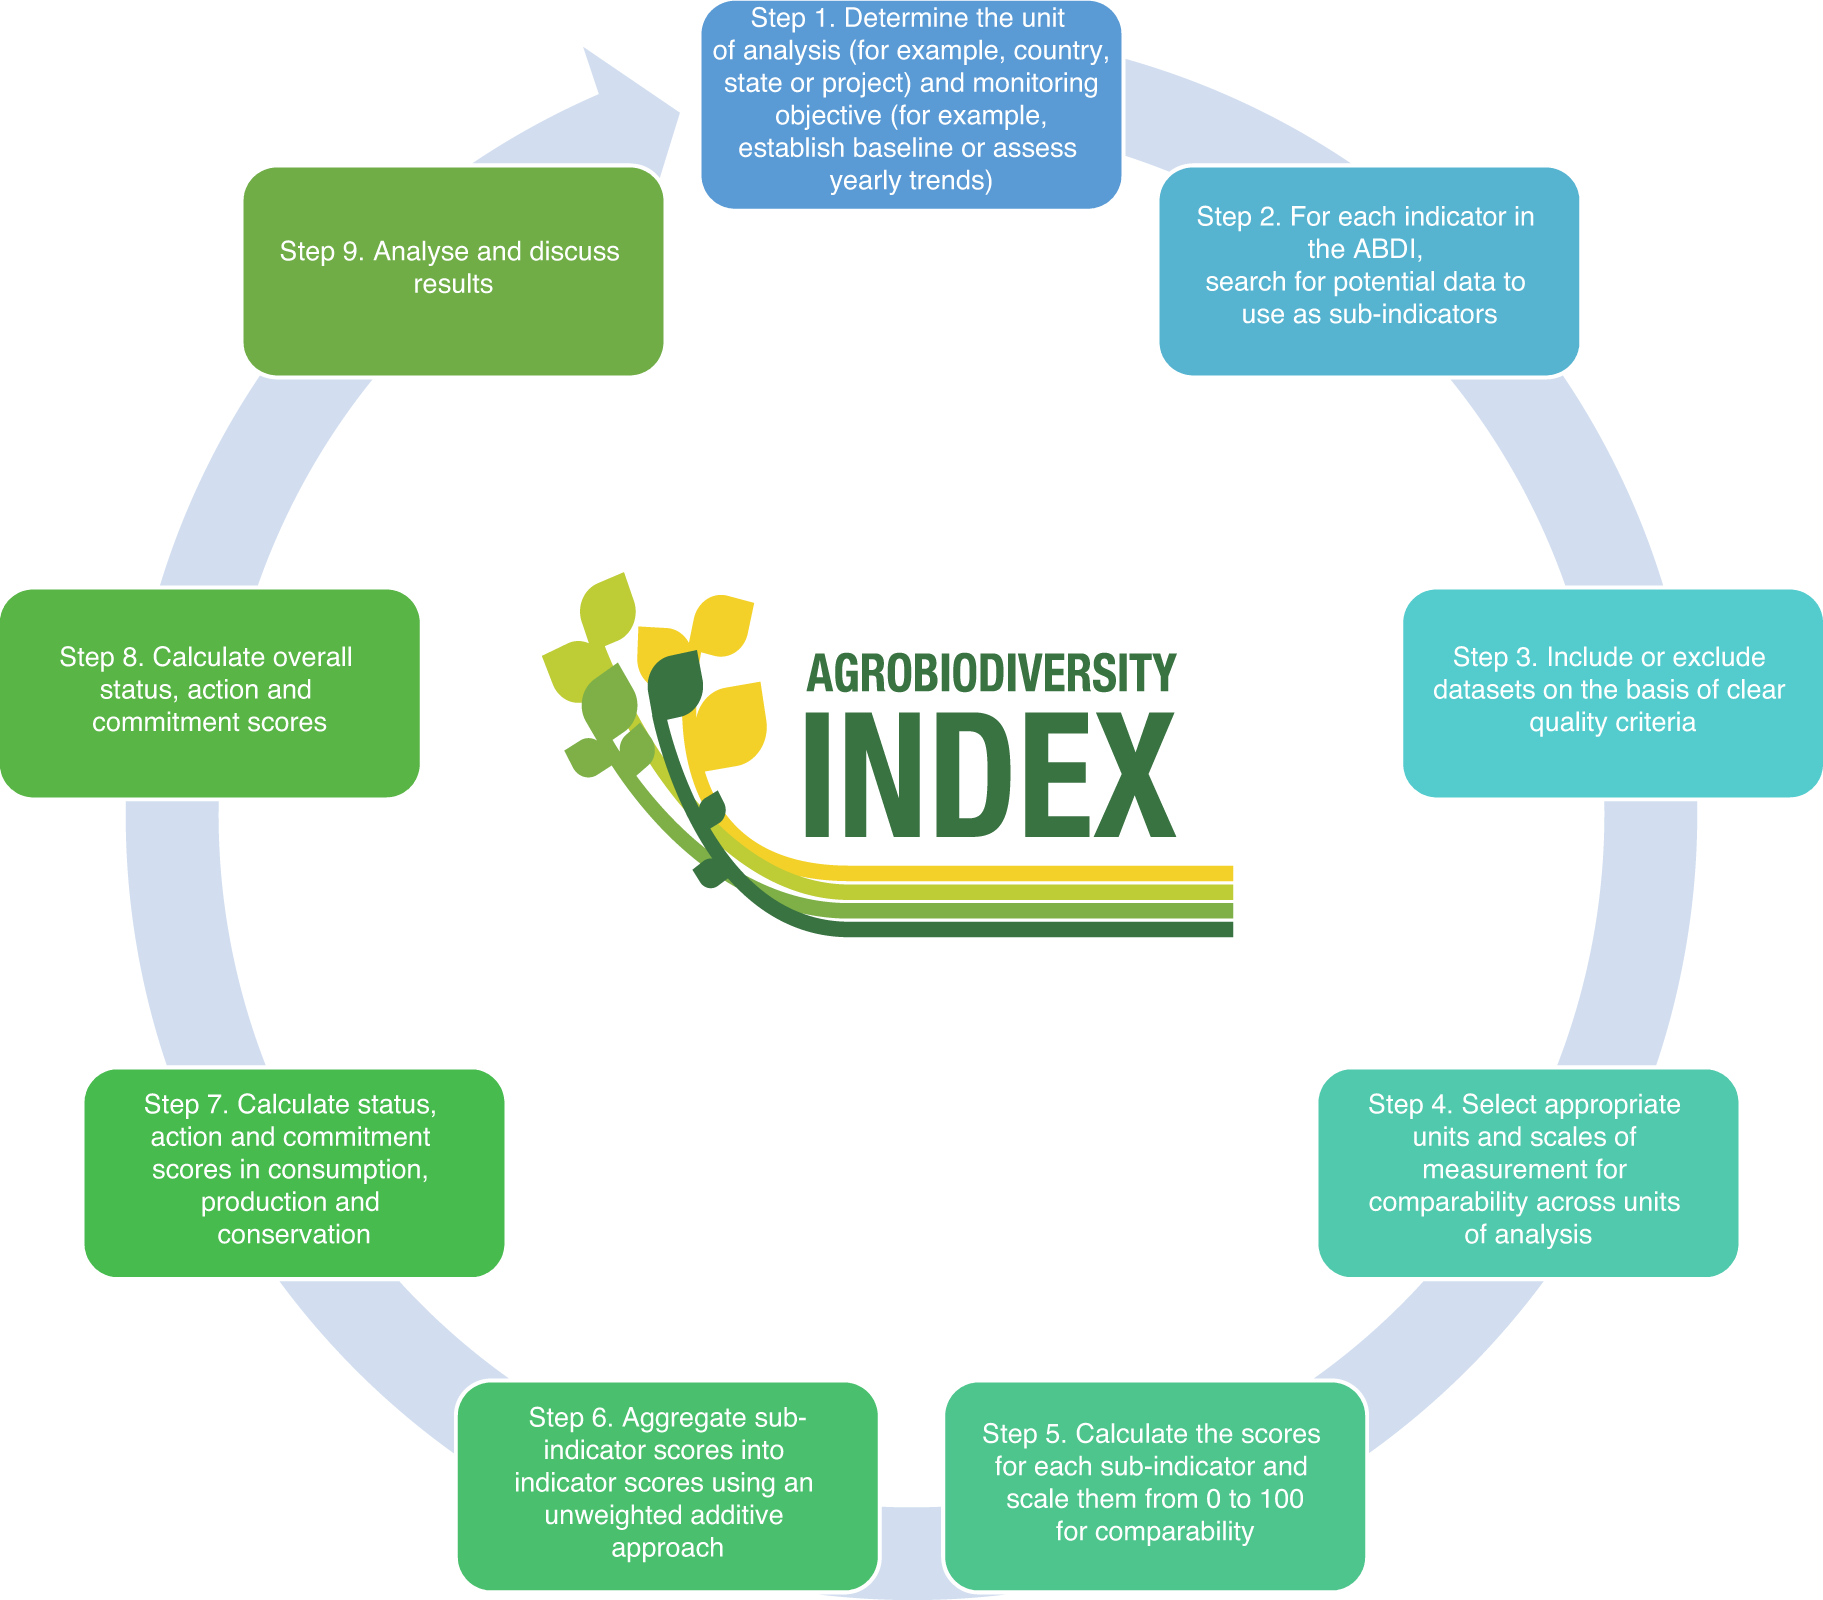 Step 1. Determine the unit
of analysis (for example, country,
state or project) and monitoring
objective (for example,
establish baseline or assess
yearly trends)
Step 2. For each indicator in
the ABDI,
search for potential data to
use as sub-indicators
Step 3. Include or exclude
datasets on the basis of clear
quality criteria
Step 4. Select appropriate
units and scales of
measurement for
comparability across units
of analysis
Step 5. Calculate the scores
for each sub-indicator and
scale them from 0 to 100
for comparability
Step 6. Aggregate sub-
indicator scores into
indicator scores using an
unweighted additive
approach
Step 7. Calculate status,
action and commitment
scores in consumption,
production and
conservation
Step 8. Calculate overall
status, action and
commitment scores
Step 9. Analyse and discuss
results
AGROBIODIVERSITY
INDEX